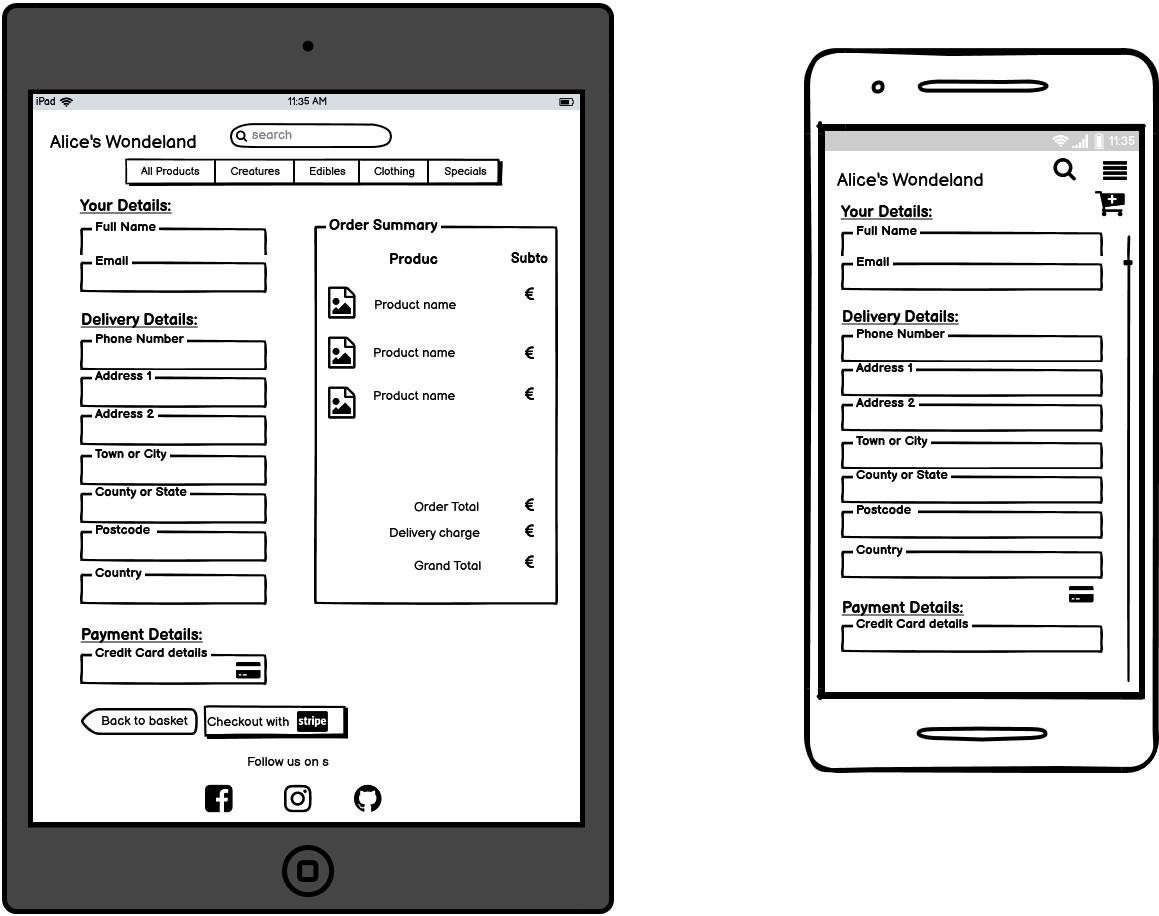 iPad 11:35 AM
Alice's Wondeland
search
All Products Creatures Edibles Clothing Specials
Your Details:
Full Name
Email
Delivery Details:
Phone Number
Address 1
Address 2
Town or City
County or State
Postcode
Country
Payment Details:
Credit Card details
Back to basket
Checkout with stripe
Order Summary
Produc Subto
Product name €
Product name €
Product name €
Order Total €
Delivery charge €
Grand Total €
Follow us on s
11:35
Alice's Wondeland
Your Details:
Full Name
Email
Delivery Details:
Phone Number
Address 1
Address 2
Town or City
County or State
Postcode
Country
Payment Details:
Credit Card details